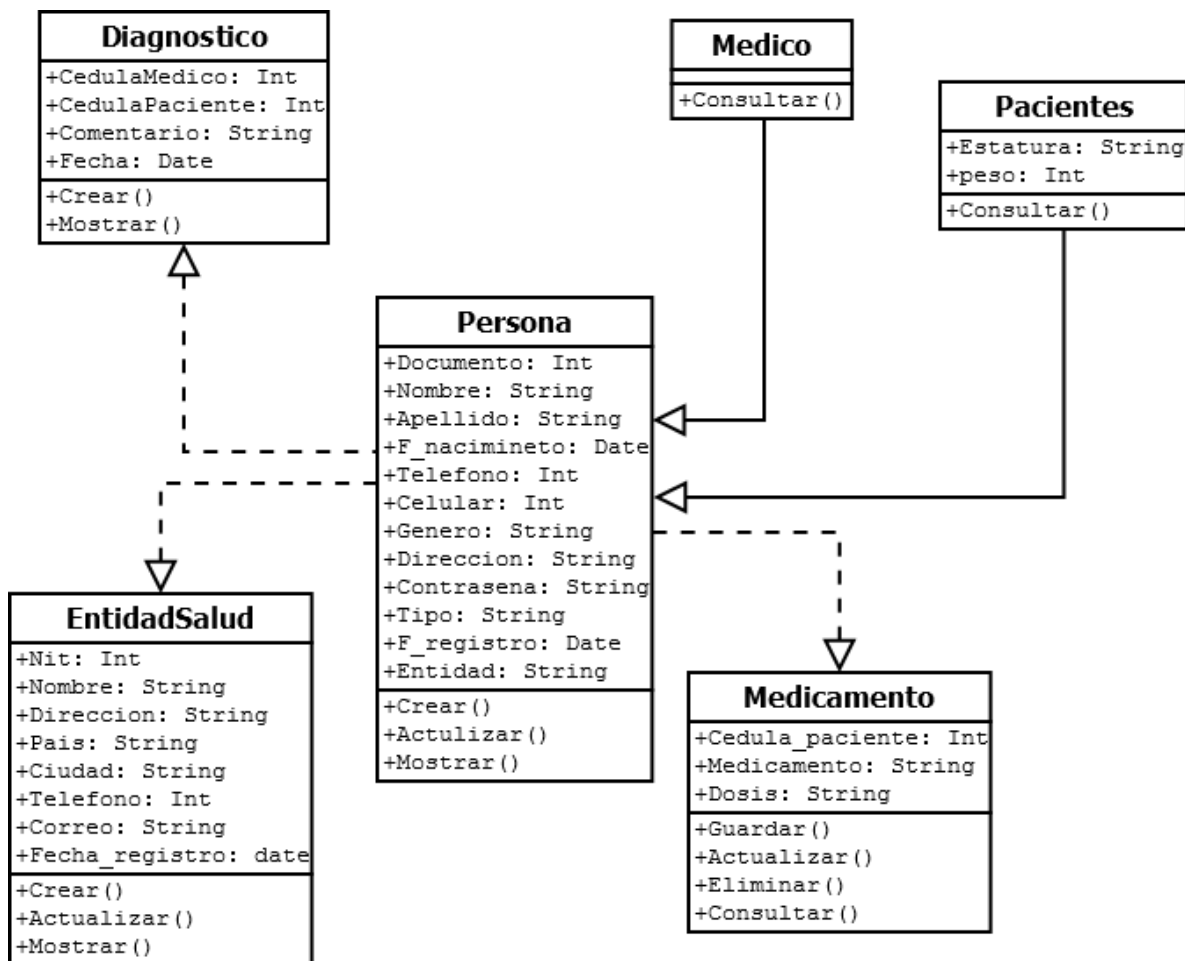 Diagnostico
+CedulaMedico: Int
+CedulaPaciente: Int
+Comentario: String
+Fecha: Date
+Crear()
+Mostrar()
Medico
+Consultar()
Pacientes
+Estatura: String
+peso: Int
+Consultar()
Persona
+Documento: Int
+Nombre: String
+Apellido: String
+F_nacimineto: Date
+Telefono: Int
+Celular: Int
+Genero: String
+Direccion: String
+Contrasena: String
+Tipo: String
+F_registro: Date
+Entidad: String
+Crear()
+Actulizar()
+Mostrar()
EntidadSalud
+Nit: Int
+Nombre: String
+Direccion: String
+Pais: String
+Ciudad: String
+Telefono: Int
+Correo: String
+Fecha_registro: date
+Crear()
+Actualizar()
+Mostrar()
Medicamento
+Cedula_paciente: Int
+Medicamento: String
+Dosis: String
+Guardar()
+Actualizar()
+Eliminar()
+Consultar()